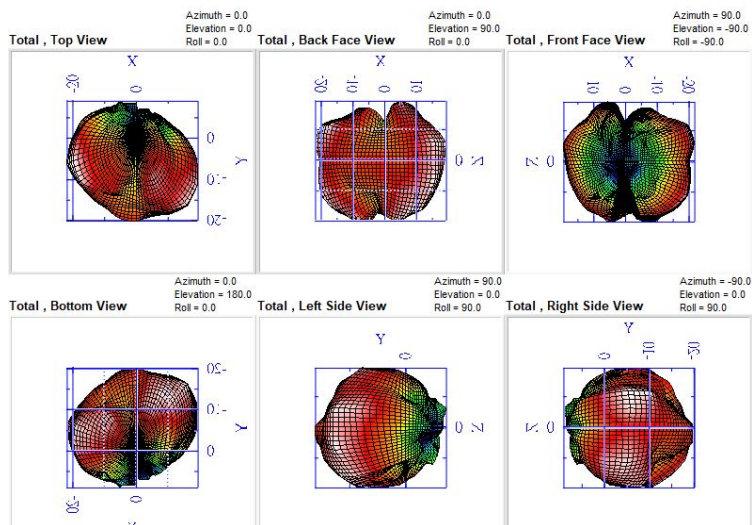 Azimuth = 0.0
Elevation = 0.0
Roll = 0.0
Total , Top View
X
-20
0
0
-10
-20
Y
Azimuth = 0.0
Elevation = 90.0
Roll = 0.0
Total , Back Face View
X
-20
-10
0
10
0
Z
Azimuth = 90.0
Elevation = -90.0
Roll = -90.0
Total , Front Face View
X
10
0
-10
-20
Z
0
Azimuth = 0.0
Elevation = 180.0
Roll = 0.0
Total , Bottom View
-20
-10
0
Y
-20
0
Azimuth = 90.0
Elevation = 0.0
Roll = 90.0
Total , Left Side View
Y
0
0
Z
Azimuth = -90.0
Elevation = 0.0
Roll = 90.0
Total , Right Side View
Y
0
-10
-20
Z
0